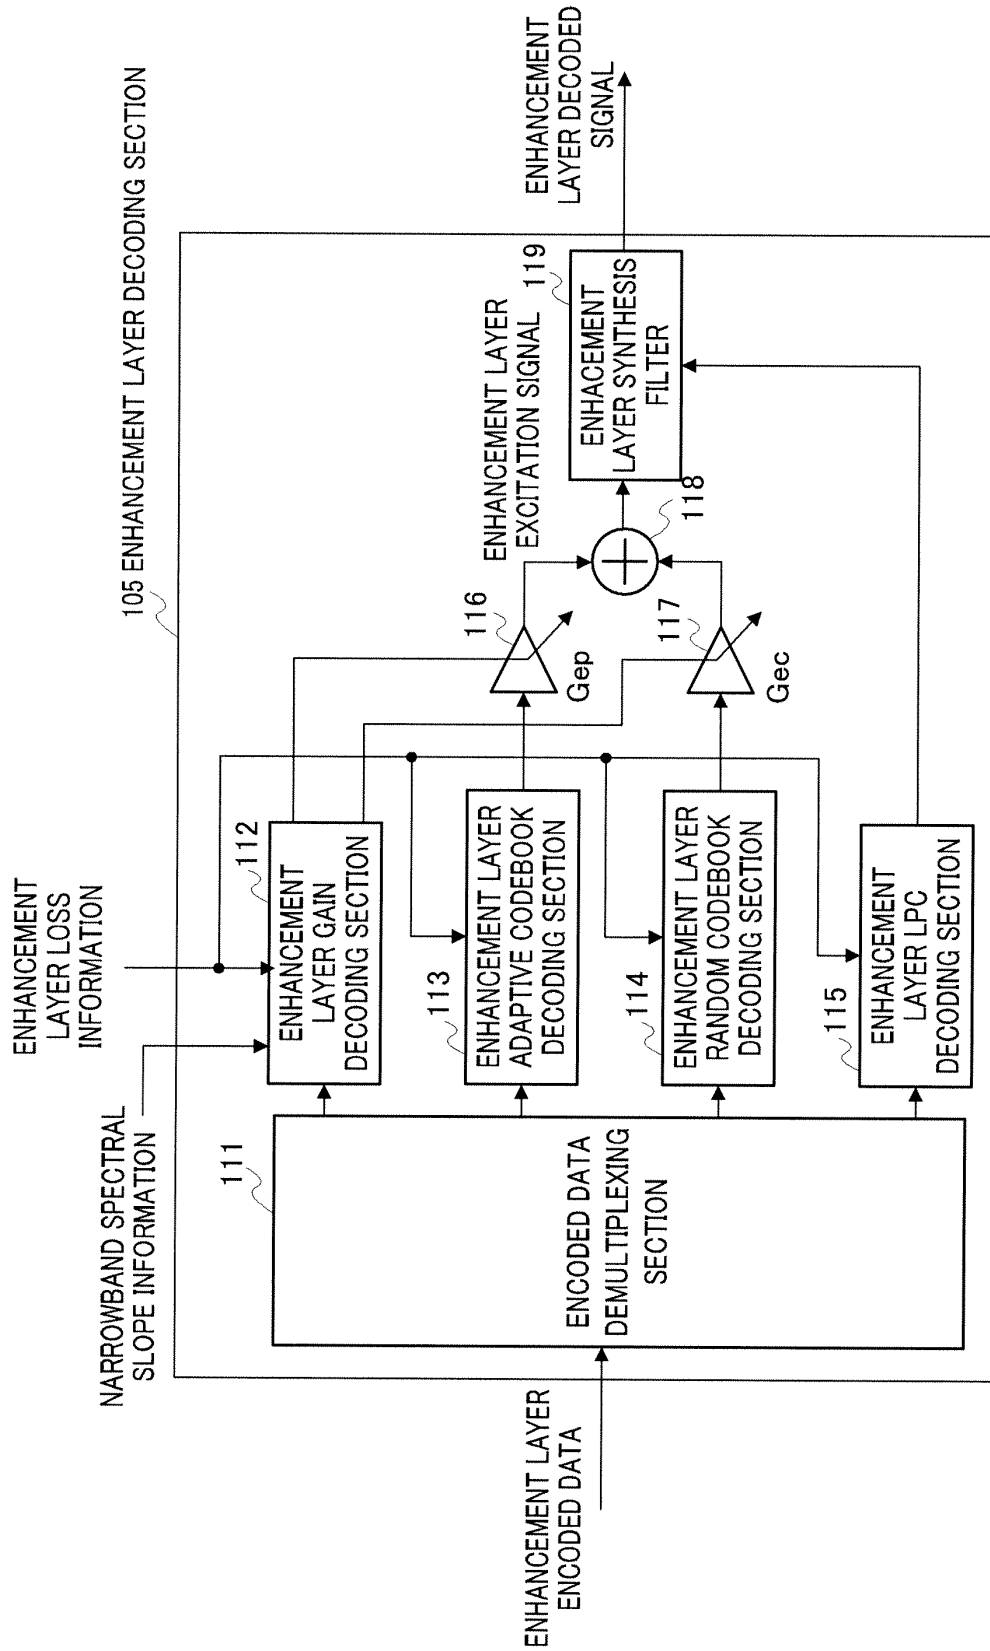 105 ENHANCEMENT LAYER DECODING SECTION
NARROWBAND SPECTRAL
SLOPE INFORMATION
ENHANCEMENT
LAYER LOSS
INFORMATION
ENHANCEMENT LAYER
ENCODED DATA
111
ENCODED DATA
DEMULTIPLEXING
SECTION
112
ENHANCEMENT
LAYER GAIN
DECODING SECTION
113
ENHANCEMENT LAYER
ADAPTIVE CODEBOOK
DECODING SECTION
114
ENHANCEMENT LAYER
RANDOM CODEBOOK
DECODING SECTION
115
ENHANCEMENT
LAYER LPC
DECODING SECTION
116
Gep
117
Gec
ENHANCEMENT LAYER
EXCITATION SIGNAL
118
119
ENHACEMENT
LAYER SYNTHESIS
FILTER
ENHANCEMENT
LAYER DECODED
SIGNAL